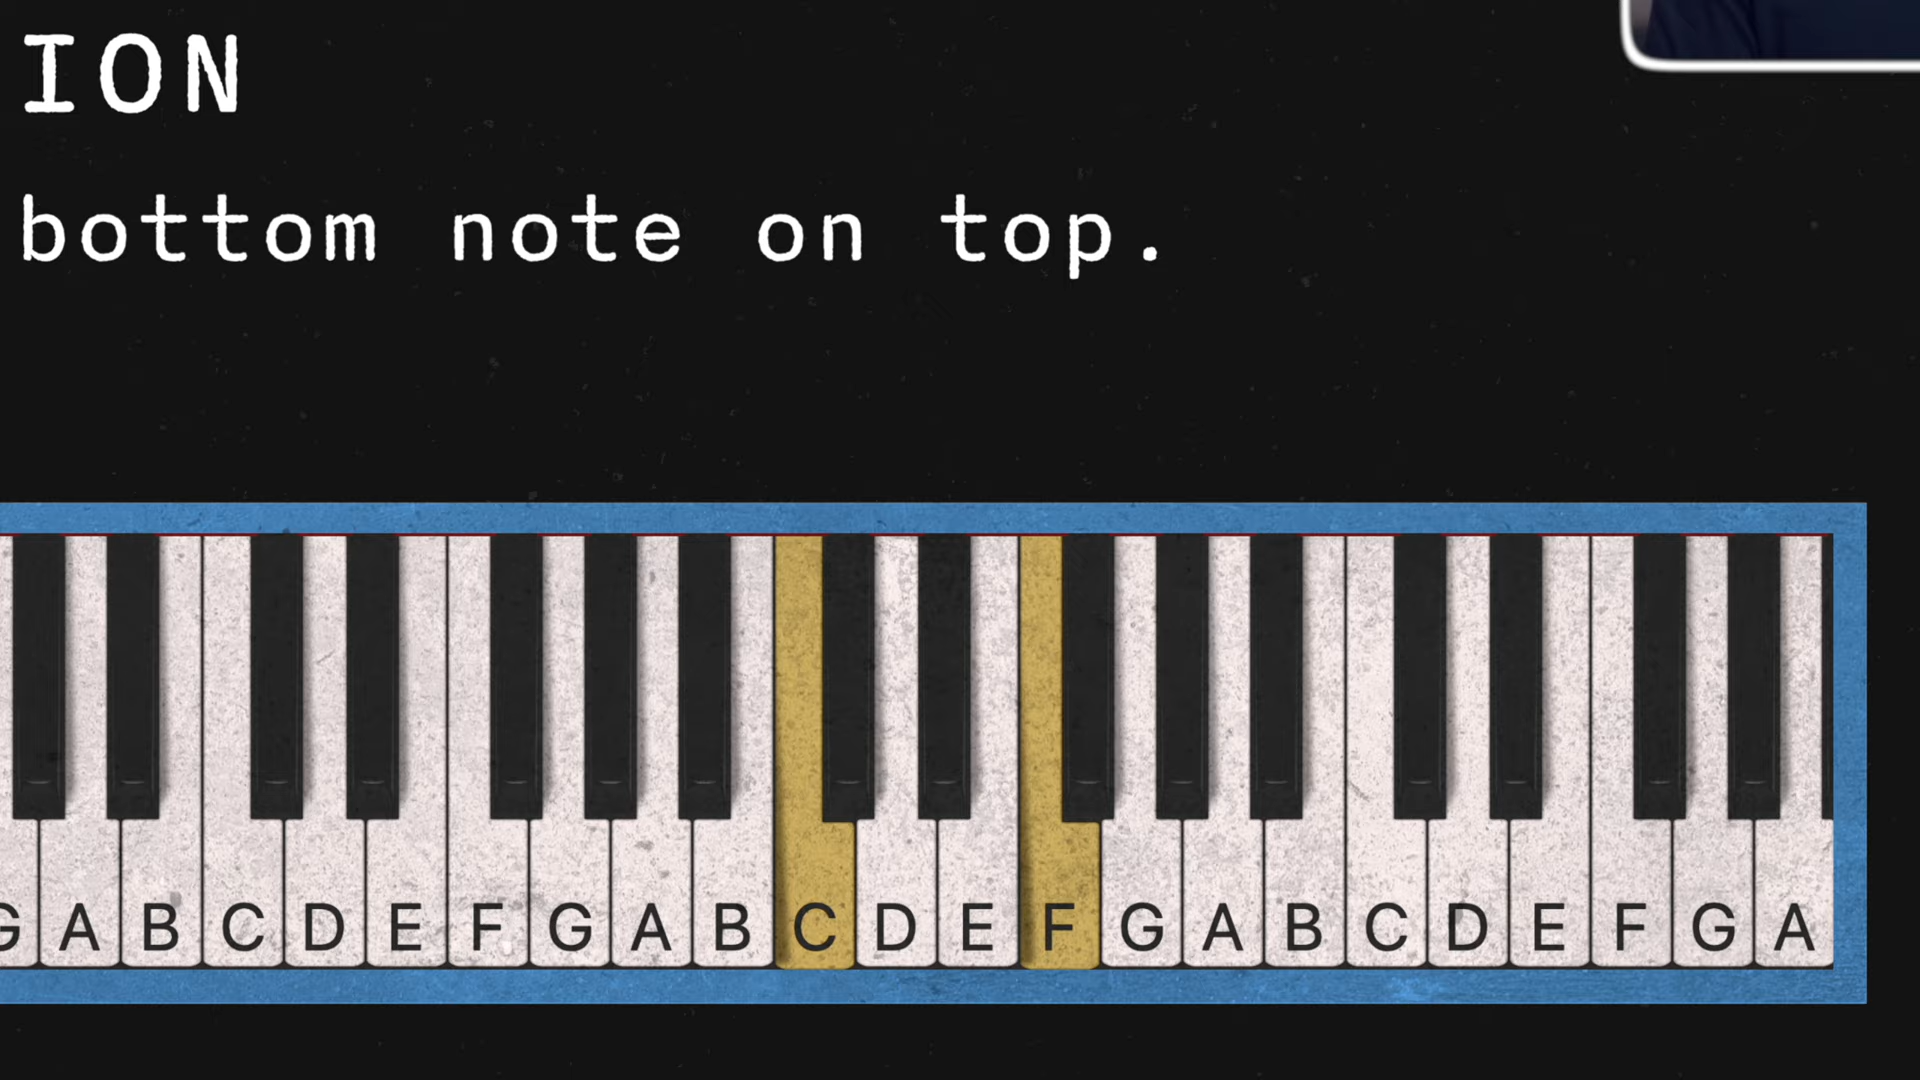 ION
bottom note on top.
G A B C D E F G A B C D E F G A B C D E F G A